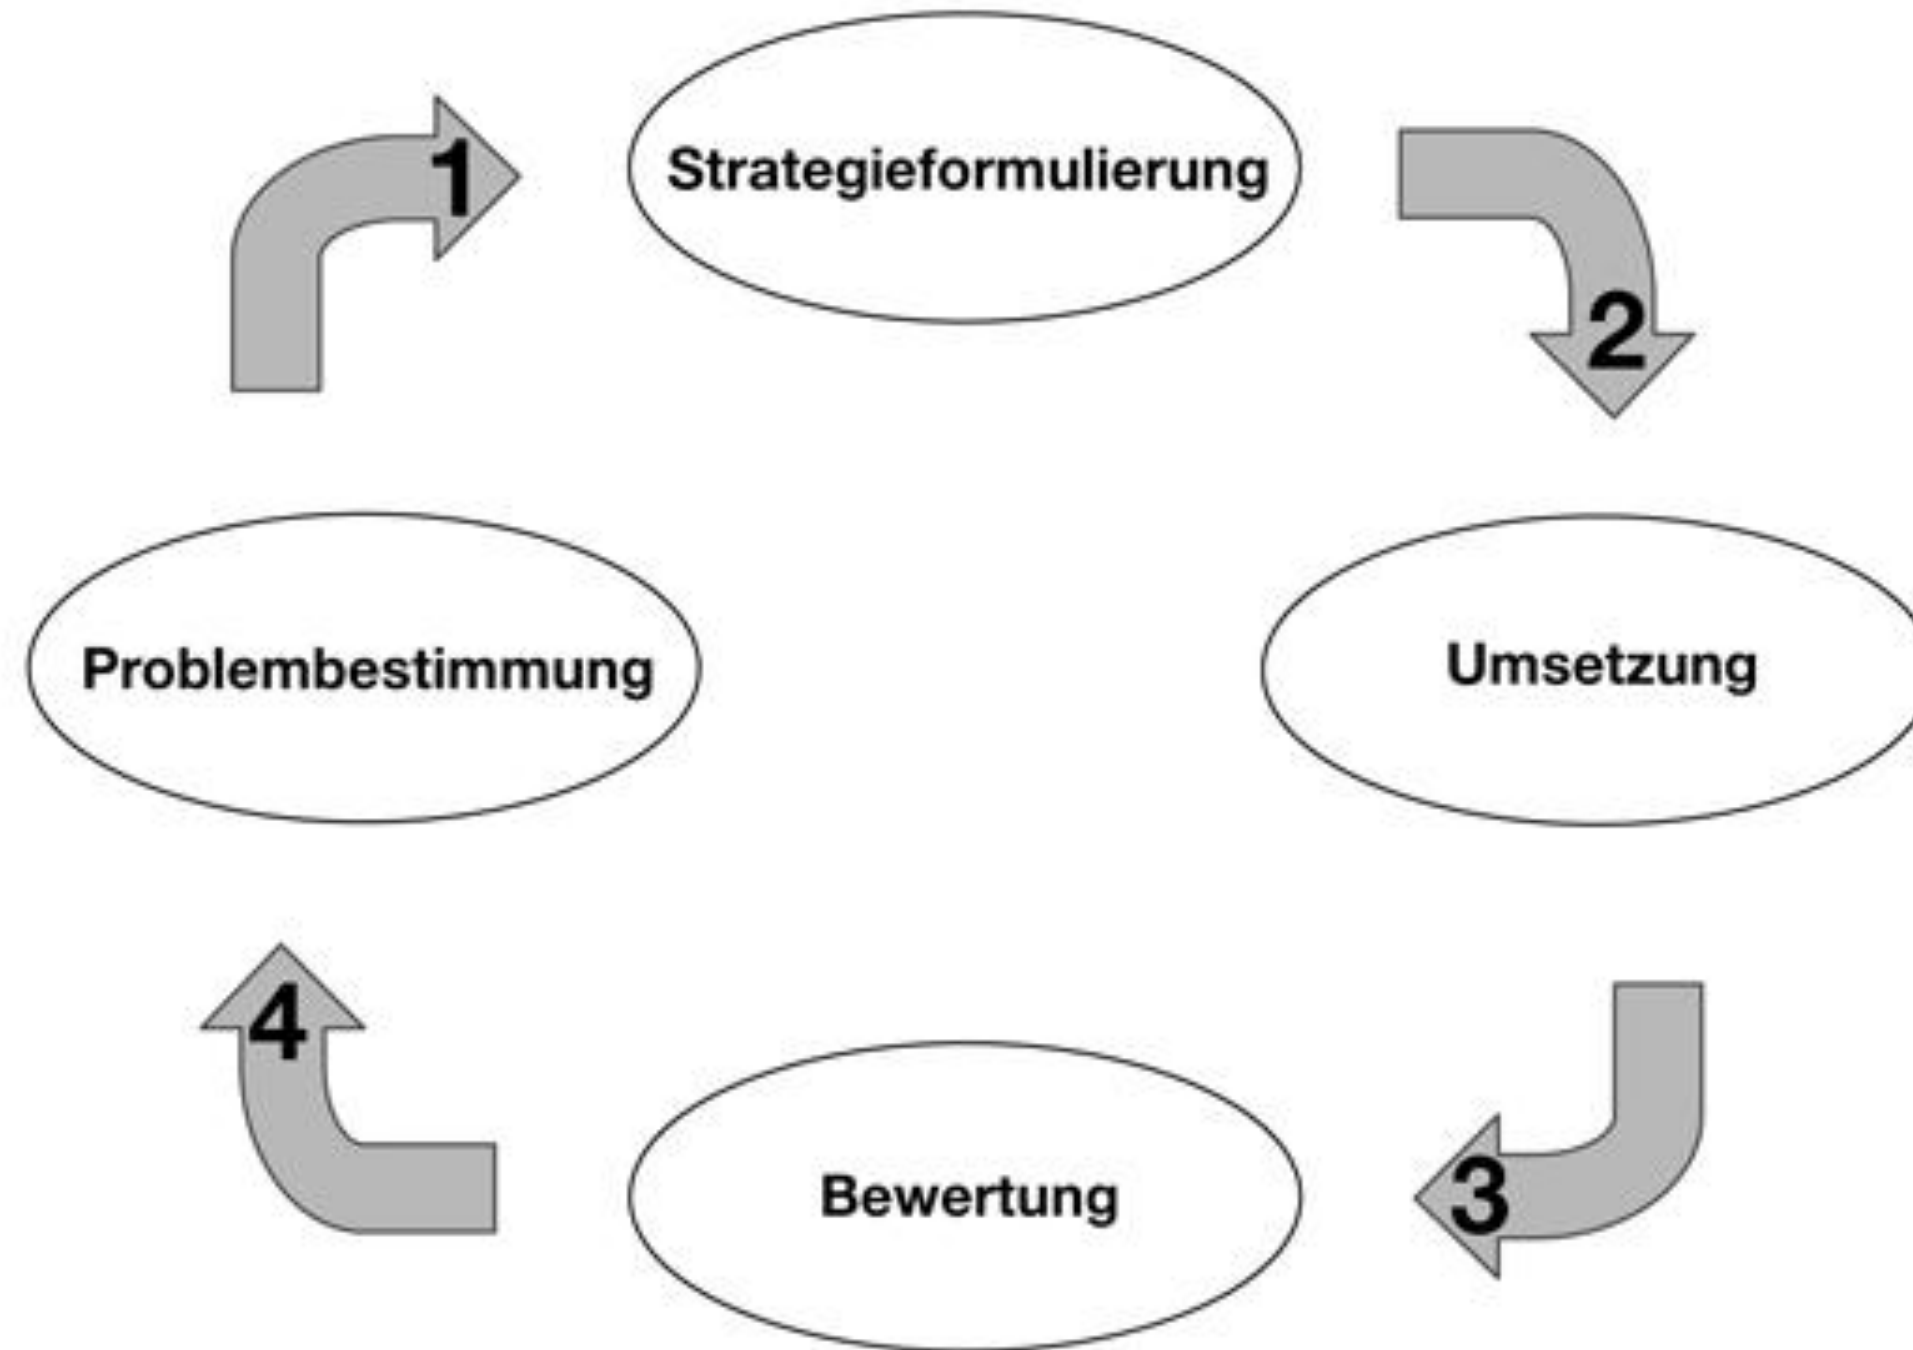 Strategieformulierung
1
2
Problembestimmung
Umsetzung
4
3
Bewertung